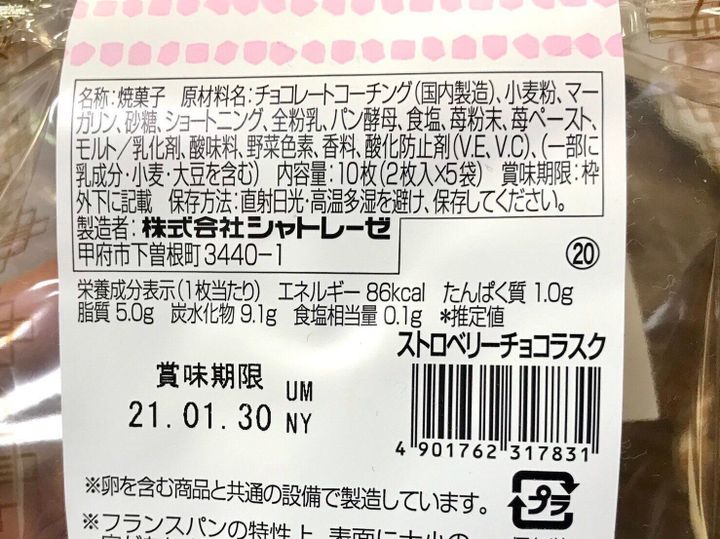 名称:焼菓子 原材料名:チョコレートコーチング(国内製造)、小麦粉、マー
ガリン、砂糖、ショートニング、全粉乳、パン酵母、食塩、苺粉末、苺ペースト、
モルト/乳化剤、酸味料、野菜色素、香料、酸化防止剤(V.E、V.C)、(一部に
乳成分・小麦・大豆を含む) 内容量:10枚(2枚入×5袋) 賞味期限:枠
外下に記載 保存方法:直射日光・高温多湿を避け、保存してください。
製造者:株式会社シャトレーゼ
甲府市下曽根町3440-1
⑳
栄養成分表示(1枚当たり) エネルギー 86kcal たんぱく質 1.0g
脂質 5.0g 炭水化物 9.1g 食塩相当量 0.1g *推定値
ストロベリーチョコラスク
賞味期限 UM
21.01.30 NY
4 901762 317831
※卵を含む商品と共通の設備で製造しています。
プラ
※フランスパンの特性上、表面に大小の